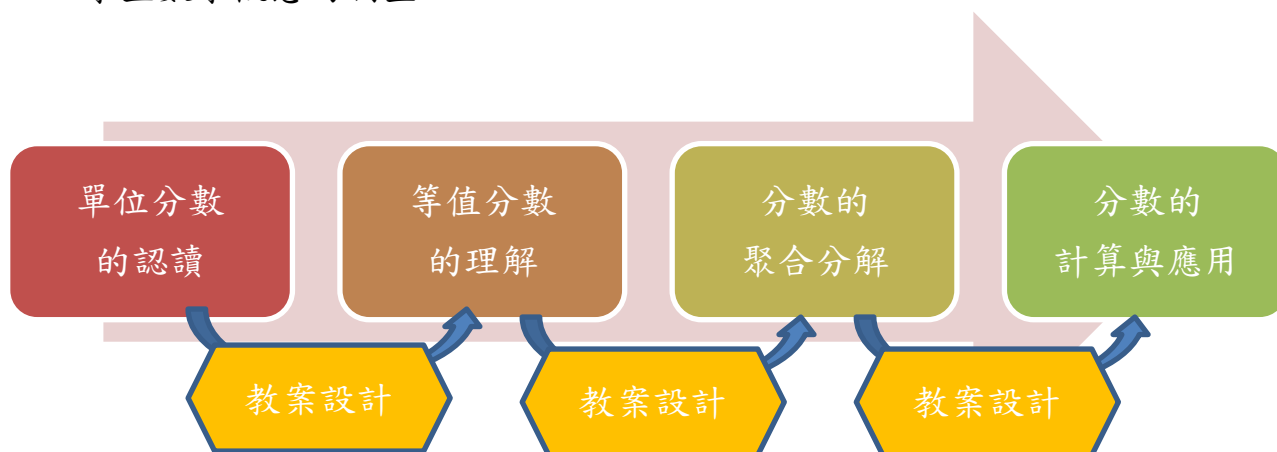 單位分數
的認讀
等值分數
的理解
分數的
聚合分解
分數的
計算與應用
教案設計
教案設計
教案設計